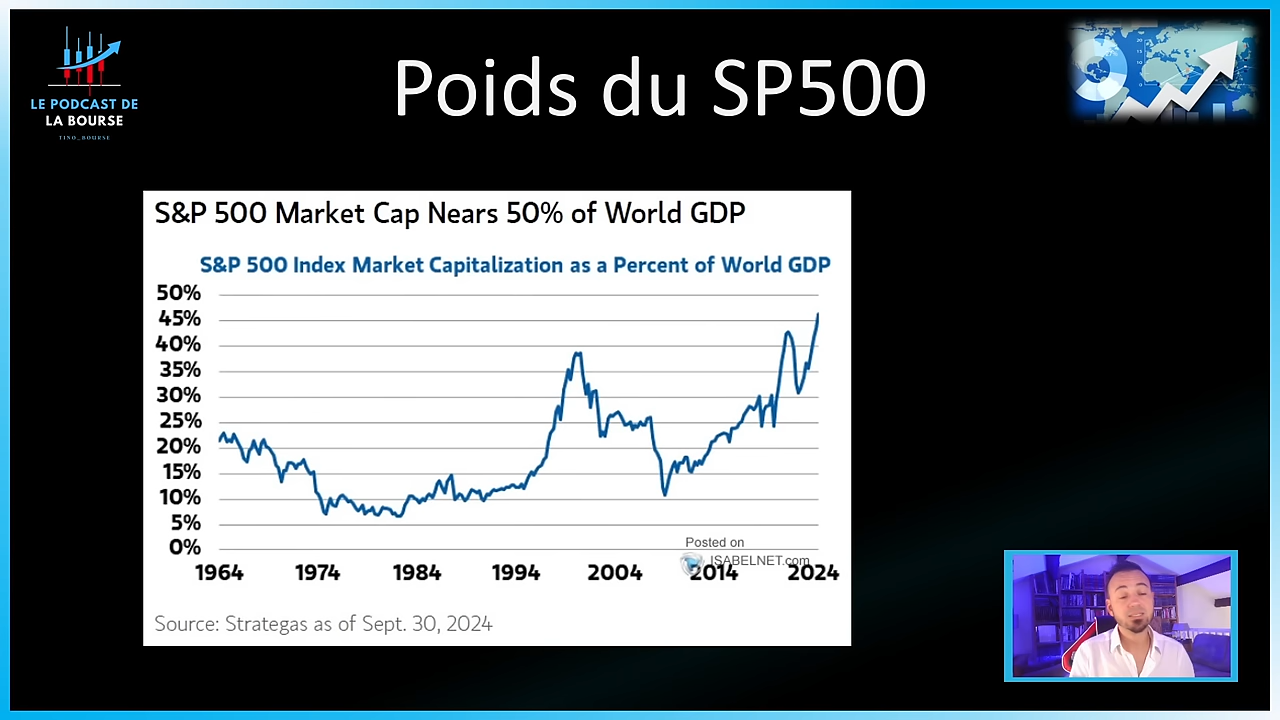 LE PODCAST DE
LA BOURSE
TINO_BOURSE
Poids du SP500
S&P 500 Market Cap Nears 50% of World GDP
S&P 500 Index Market Capitalization as a Percent of World GDP
50%
45%
40%
35%
30%
25%
20%
15%
10%
5%
0%
Posted on
ISABELNET.com
1964 1974 1984 1994 2004 2014 2024
Source: Strategas as of Sept. 30, 2024